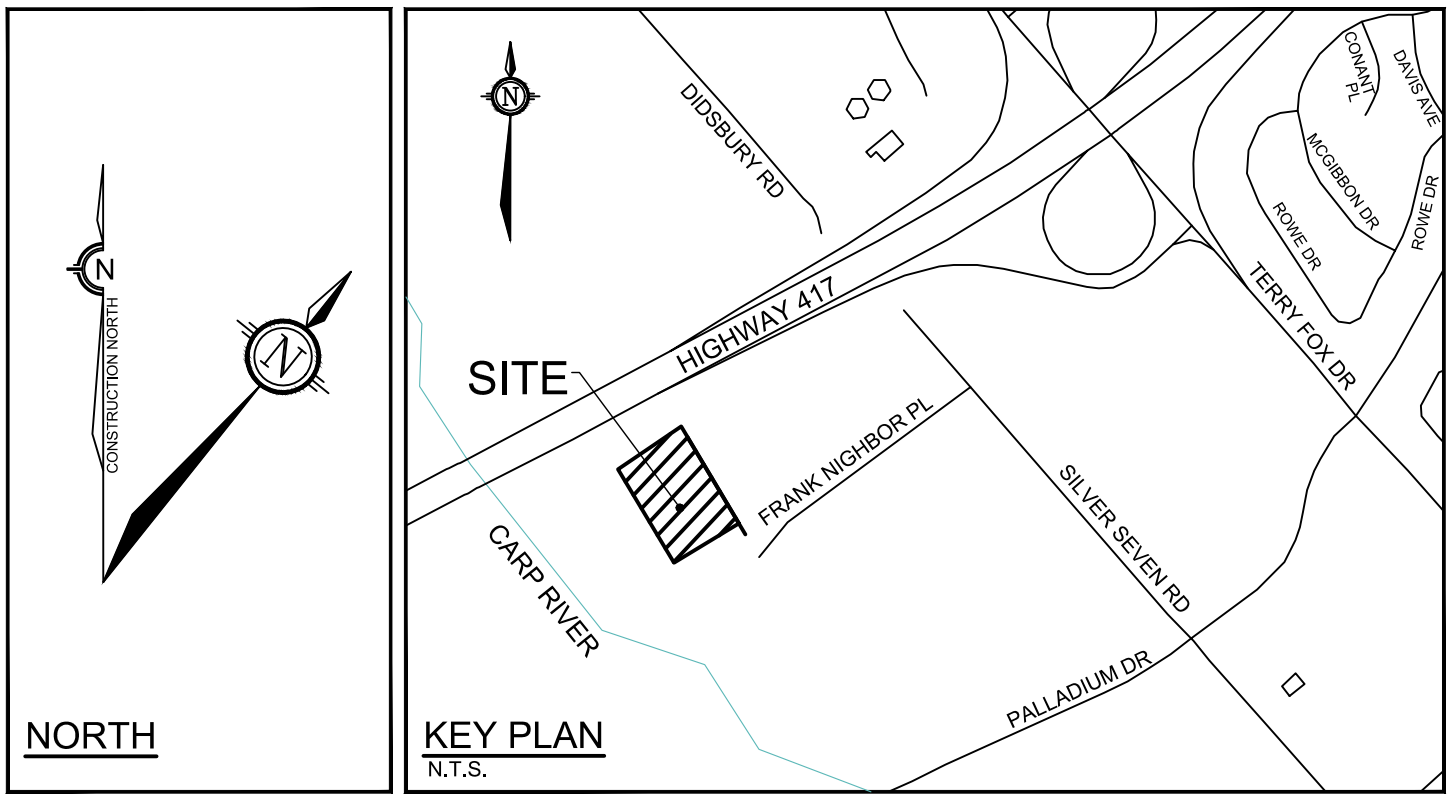 N
CONSTRUCTION NORTH
N
NORTH
N
DIDSBURY RD
CONANT
PL
DAVIS AVE
MCGIBBON DR
ROWE DR
ROWE DR
TERRY FOX DR
HIGHWAY 417
SITE
FRANK NIGHBOR PL
SILVER SEVEN RD
CARP RIVER
PALLADIUM DR
KEY PLAN
N.T.S.